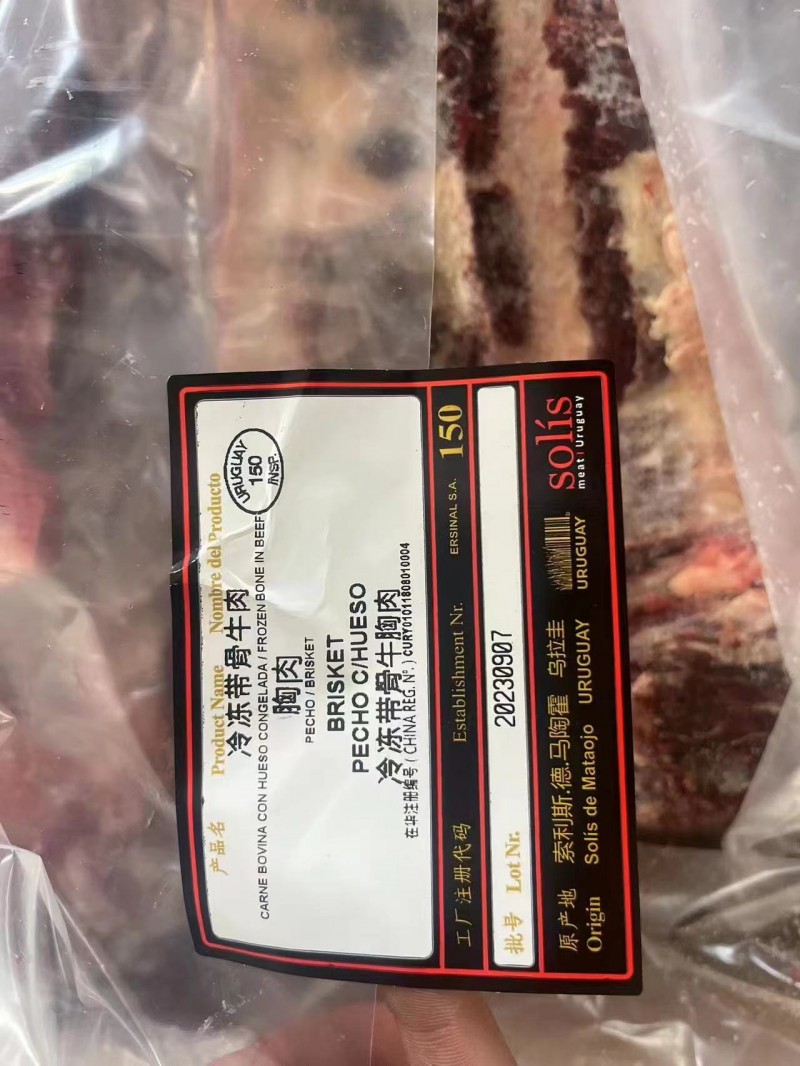 产品名 Product Name Nombre del Producto
冷冻带骨牛肉
CARNE BOVINA CON HUESO CONGELADA / FROZEN BONE IN BEEF
URUGUAY
150
INSP.
胸肉
PECHO / BRISKET
BRISKET
PECHO C/HUESO
冷冻带骨牛胸肉
在华注册编号 ( CHINA REG. Nº. ) CURY01011808010004
工厂注册代码 Establishment Nr. ERSINAL S.A. 150
批号 Lot Nr. 20230907
原产地 索利斯.德.马陶霍 乌拉圭
Origin Solís de Mataojo URUGUAY
URUGUAY
solís
meat Uruguay